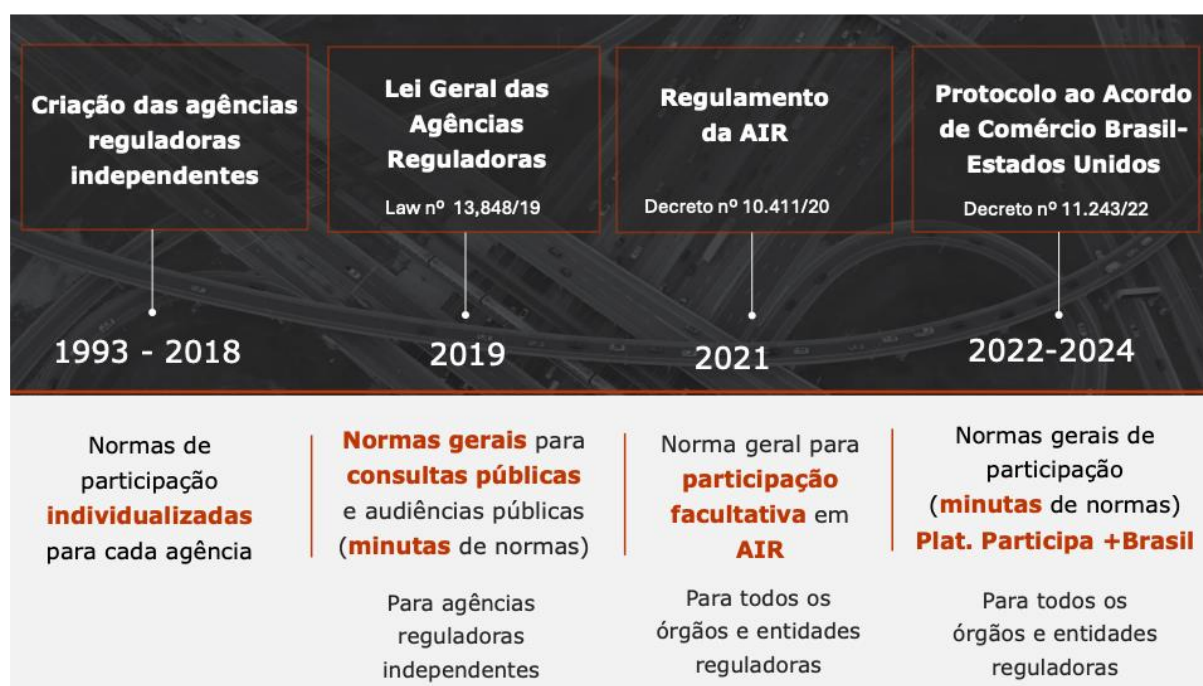 Criação das agências
reguladoras
independentes
Lei Geral das
Agências
Reguladoras
Law nº 13,848/19
Regulamento
da AIR
Decreto nº 10.411/20
Protocolo ao Acordo
de Comércio Brasil-
Estados Unidos
Decreto nº 11.243/22
1993 - 2018
2019
2021
2022-2024
Normas de
participação
individualizadas
para cada agência
Normas gerais para
consultas públicas
e audiências públicas
(minutas de normas)
Para agências
reguladoras
independentes
Norma geral para
participação
facultativa em
AIR
Para todos os
órgãos e entidades
reguladoras
Normas gerais de
participação
(minutas de normas)
Plat. Participa +Brasil
Para todos os
órgãos e entidades
reguladoras